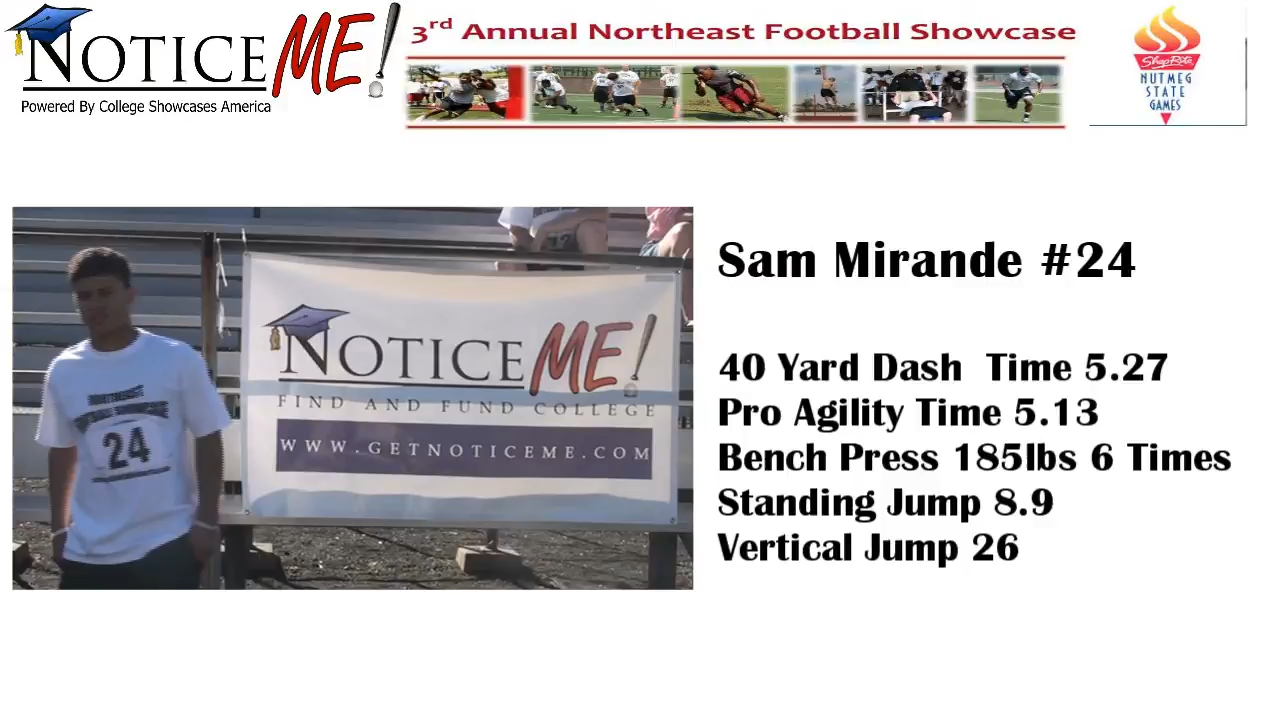 NOTICE ME!
Powered By College Showcases America
3rd Annual Northeast Football Showcase
ShopRite
NUTMEG
STATE
GAMES
Sam Mirande #24
40 Yard Dash  Time 5.27
Pro Agility Time 5.13
Bench Press 185lbs 6 Times
Standing Jump 8.9
Vertical Jump 26
NOTICE ME!
FIND AND FUND COLLEGE
WWW.GETNOTICEME.COM
NORTHEAST
FOOTBALL SHOWCASE
24